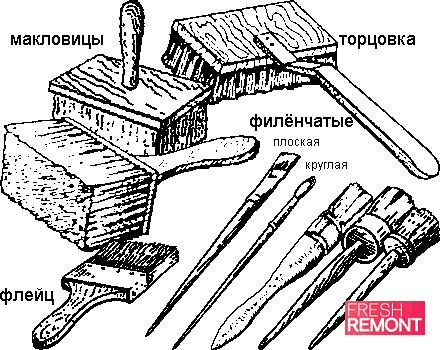 макловицы
торцовка
филёнчатые
плоская
круглая
флейц
FRESH
REMONT